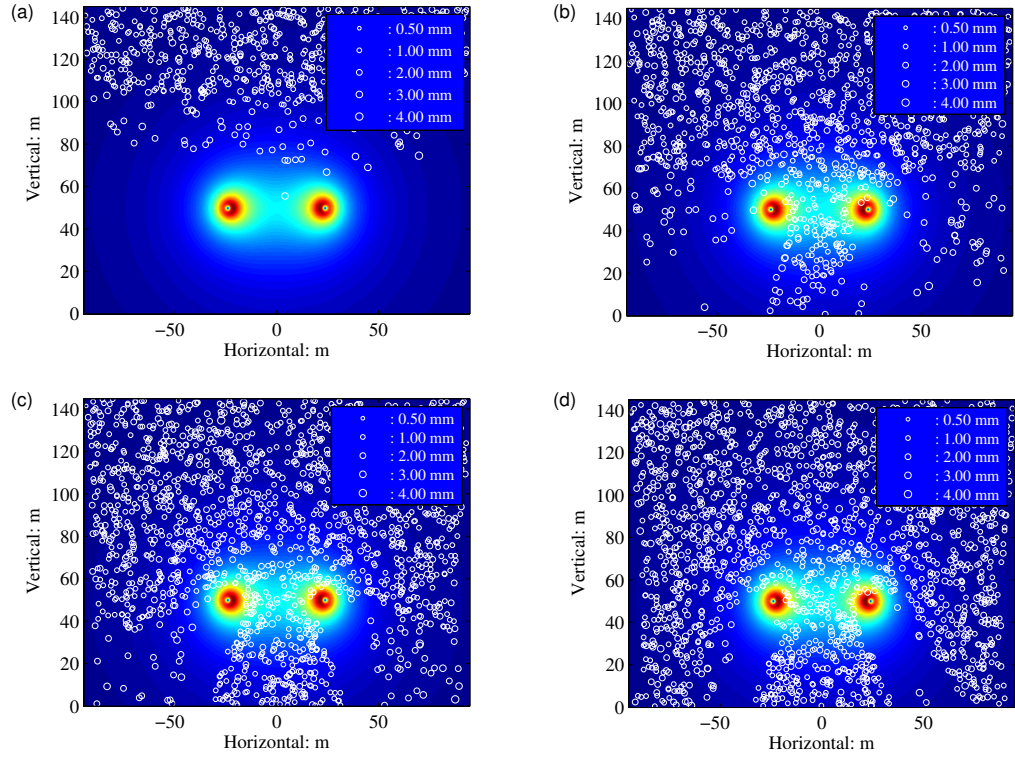 (a)
140
120
100
80
60
40
20
0
Vertical: m
−50
0
50
Horizontal: m
: 0.50 mm
: 1.00 mm
: 2.00 mm
: 3.00 mm
: 4.00 mm
(b)
140
120
100
80
60
40
20
0
Vertical: m
−50
0
50
Horizontal: m
: 0.50 mm
: 1.00 mm
: 2.00 mm
: 3.00 mm
: 4.00 mm
(c)
140
120
100
80
60
40
20
0
Vertical: m
−50
0
50
Horizontal: m
: 0.50 mm
: 1.00 mm
: 2.00 mm
: 3.00 mm
: 4.00 mm
(d)
140
120
100
80
60
40
20
0
Vertical: m
−50
0
50
Horizontal: m
: 0.50 mm
: 1.00 mm
: 2.00 mm
: 3.00 mm
: 4.00 mm